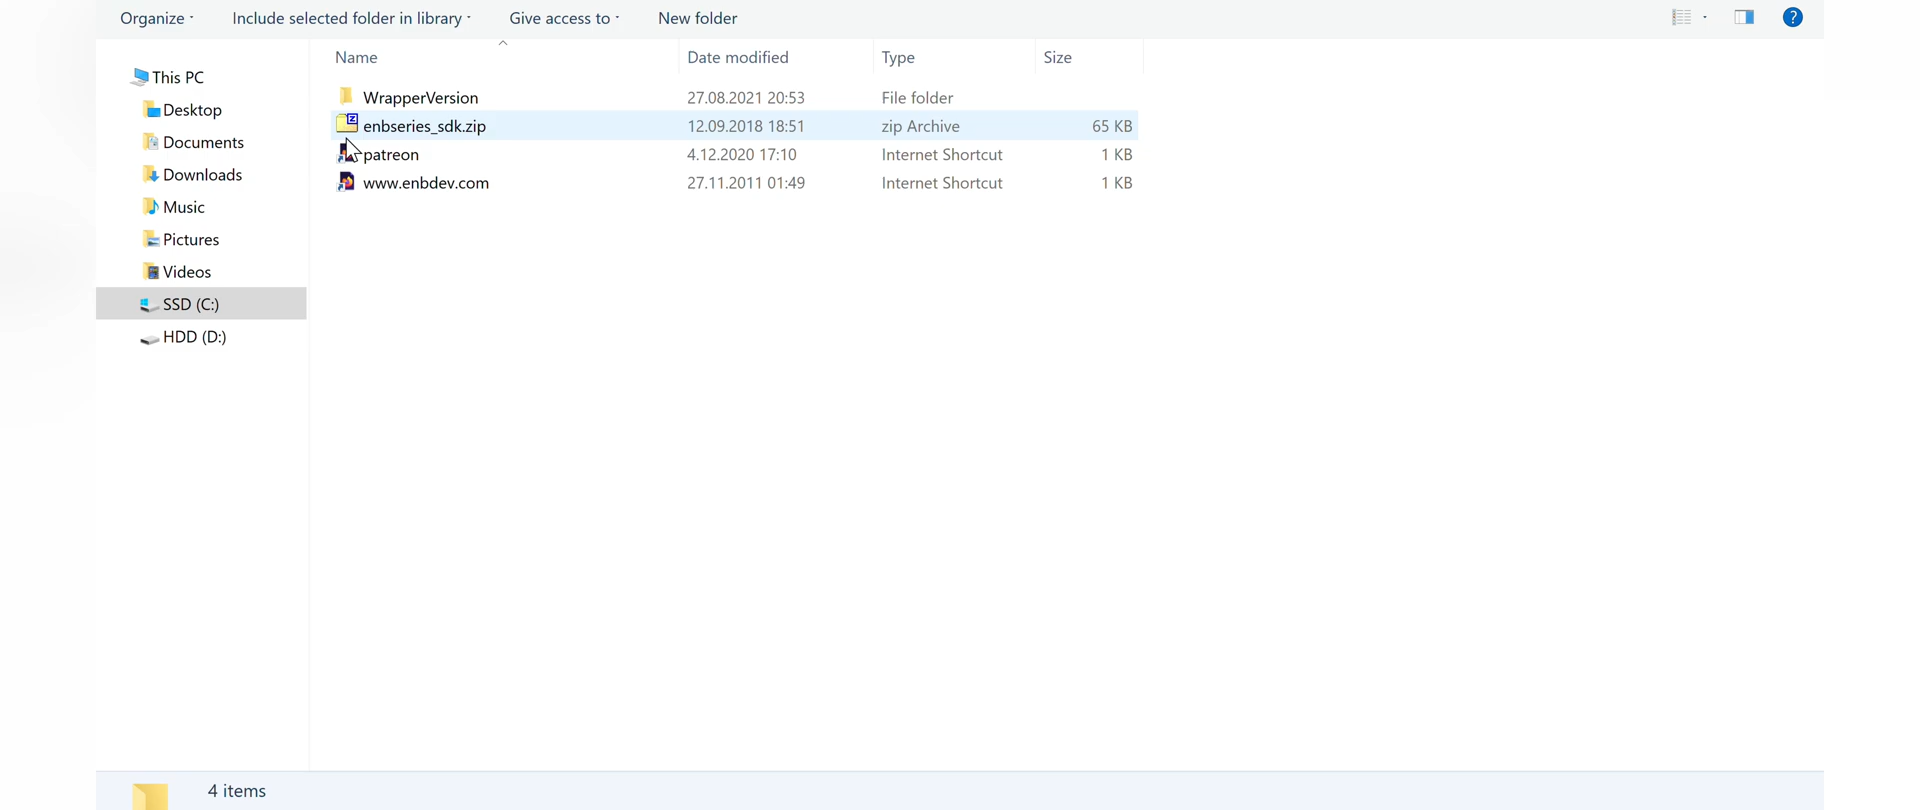 Organize Include selected folder in library Give access to New folder ?
Name Date modified Type Size
This PC
Desktop
Documents
Downloads
Music
Pictures
Videos
SSD (C:)
HDD (D:)
WrapperVersion 27.08.2021 20:53 File folder
enbseries_sdk.zip 12.09.2018 18:51 zip Archive 65 KB
patreon 4.12.2020 17:10 Internet Shortcut 1 KB
www.enbdev.com 27.11.2011 01:49 Internet Shortcut 1 KB
4 items